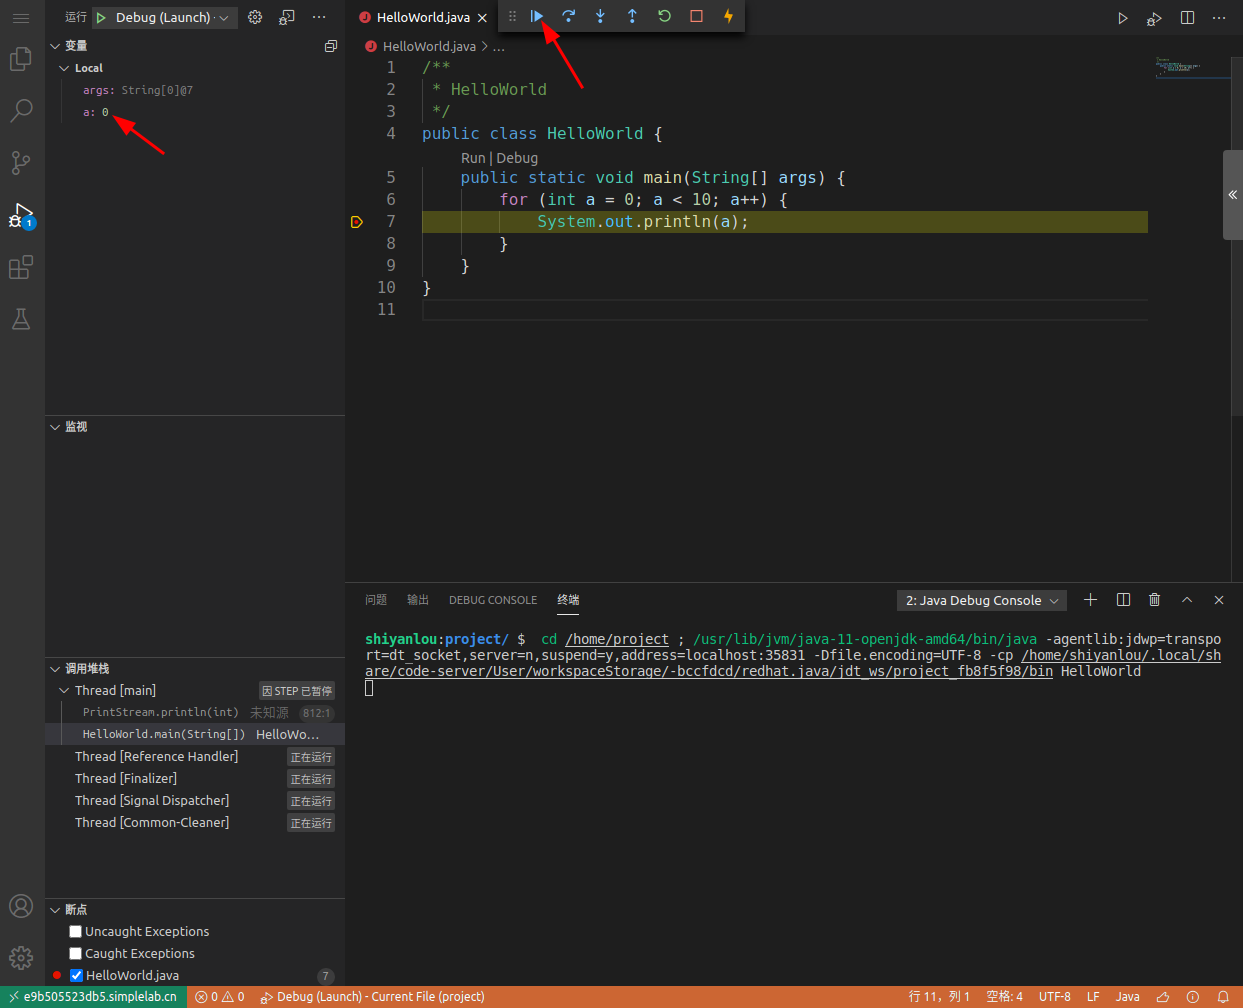 运行 Debug (Launch) ···
变量
Local
args: String[0]@7
a: 0
监视
调用堆栈
Thread [main] 因 STEP 已暂停
PrintStream.println(int) 未知源 812:1
HelloWorld.main(String[]) HelloWo...
Thread [Reference Handler] 正在运行
Thread [Finalizer] 正在运行
Thread [Signal Dispatcher] 正在运行
Thread [Common-Cleaner] 正在运行
断点
Uncaught Exceptions
Caught Exceptions
HelloWorld.java 7
HelloWorld.java
HelloWorld.java > ...
1 /**
2 * HelloWorld
3 */
4 public class HelloWorld {
Run | Debug
5 public static void main(String[] args) {
6 for (int a = 0; a < 10; a++) {
7 System.out.println(a);
8 }
9 }
10 }
11
问题 输出 DEBUG CONSOLE 终端 2: Java Debug Console
shiyanlou:project/ $ cd /home/project ; /usr/lib/jvm/java-11-openjdk-amd64/bin/java -agentlib:jdwp=transpo
rt=dt_socket,server=n,suspend=y,address=localhost:35831 -Dfile.encoding=UTF-8 -cp /home/shiyanlou/.local/sh
are/code-server/User/workspaceStorage/-bccfdcd/redhat.java/jdt_ws/project_fb8f5f98/bin HelloWorld
1
e9b505523db5.simplelab.cn 0 0 Debug (Launch) - Current File (project) 行 11，列 1 空格: 4 UTF-8 LF Java